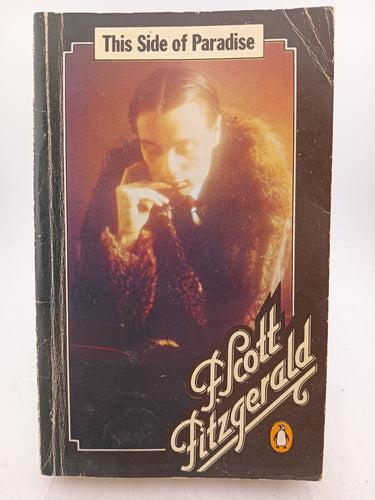 This Side of Paradise
F. Scott
Fitzgerald